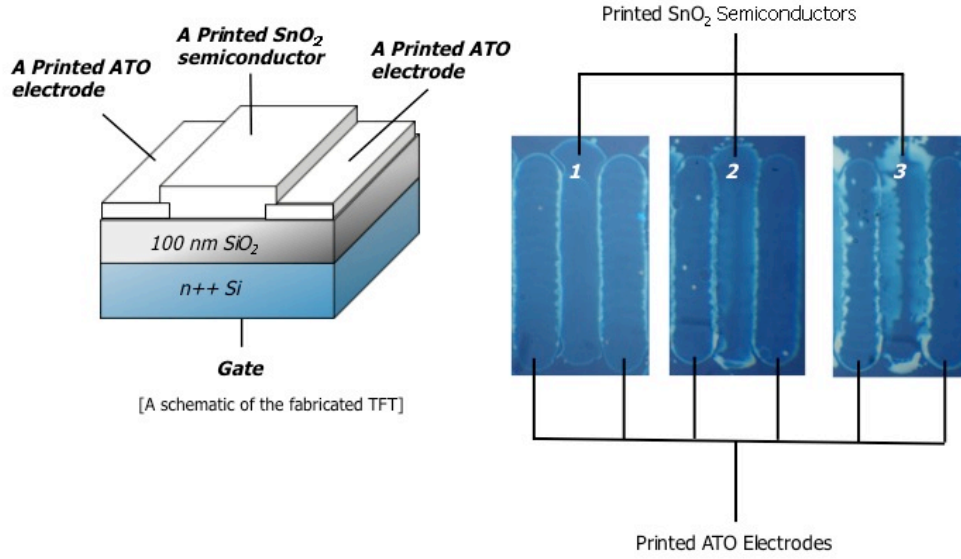 Printed SnO₂ Semiconductors
A Printed SnO₂
semiconductor
A Printed ATO
electrode
A Printed ATO
electrode
100 nm SiO₂
n++ Si
Gate
[A schematic of the fabricated TFT]
1
2
3
Printed ATO Electrodes